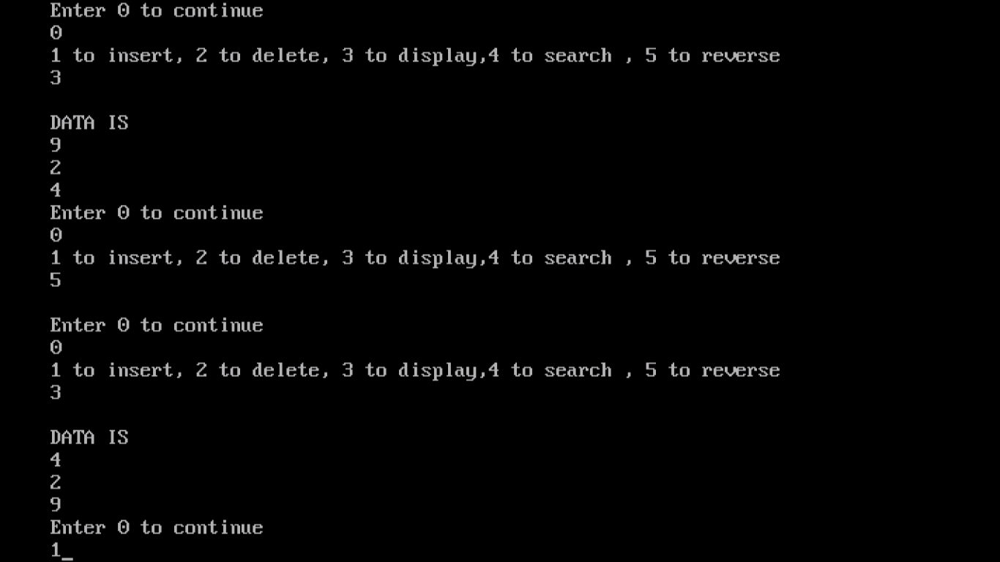 Enter 0 to continue
0
1 to insert, 2 to delete, 3 to display,4 to search , 5 to reverse
3
DATA IS
9
2
4
Enter 0 to continue
0
1 to insert, 2 to delete, 3 to display,4 to search , 5 to reverse
5
Enter 0 to continue
0
1 to insert, 2 to delete, 3 to display,4 to search , 5 to reverse
3
DATA IS
4
2
9
Enter 0 to continue
1_